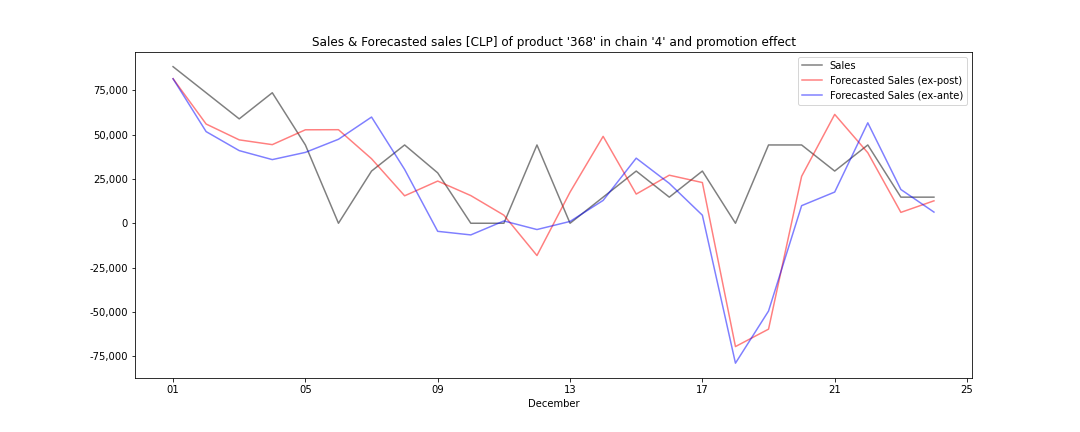 Sales & Forecasted sales [CLP] of product '368' in chain '4' and promotion effect
Sales
Forecasted Sales (ex-post)
Forecasted Sales (ex-ante)
75,000
50,000
25,000
0
-25,000
-50,000
-75,000
01 05 09 13 17 21 25
December